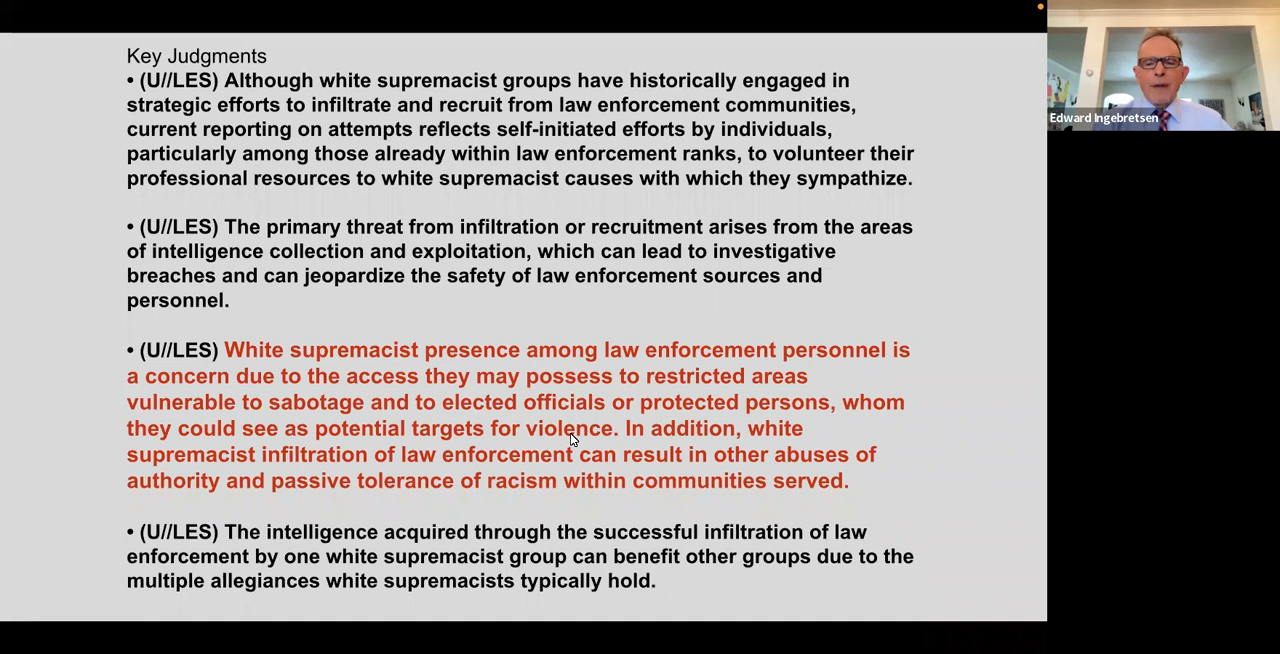 Key Judgments
• (U//LES) Although white supremacist groups have historically engaged in
strategic efforts to infiltrate and recruit from law enforcement communities,
current reporting on attempts reflects self-initiated efforts by individuals,
particularly among those already within law enforcement ranks, to volunteer their
professional resources to white supremacist causes with which they sympathize.
• (U//LES) The primary threat from infiltration or recruitment arises from the areas
of intelligence collection and exploitation, which can lead to investigative
breaches and can jeopardize the safety of law enforcement sources and
personnel.
• (U//LES) White supremacist presence among law enforcement personnel is
a concern due to the access they may possess to restricted areas
vulnerable to sabotage and to elected officials or protected persons, whom
they could see as potential targets for violence. In addition, white
supremacist infiltration of law enforcement can result in other abuses of
authority and passive tolerance of racism within communities served.
• (U//LES) The intelligence acquired through the successful infiltration of law
enforcement by one white supremacist group can benefit other groups due to the
multiple allegiances white supremacists typically hold.
Edward Ingebretsen